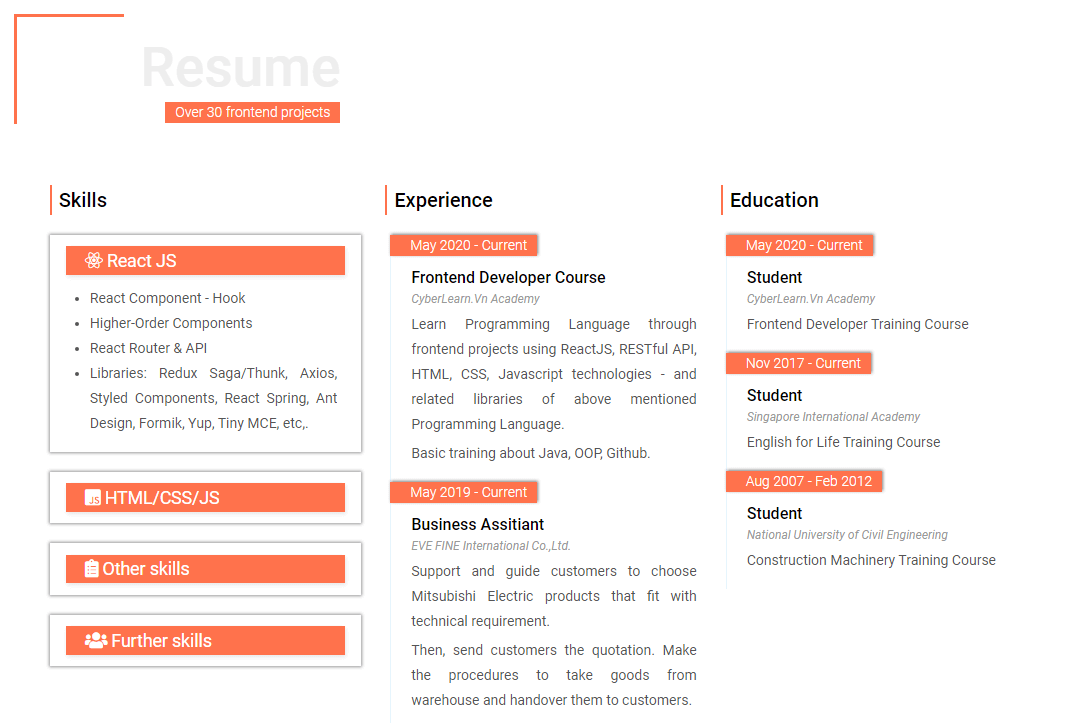 Resume
Over 30 frontend projects
Skills
React JS
• React Component - Hook
• Higher-Order Components
• React Router & API
• Libraries: Redux Saga/Thunk, Axios,
Styled Components, React Spring, Ant
Design, Formik, Yup, Tiny MCE, etc,.
JS HTML/CSS/JS
Other skills
Further skills
Experience
May 2020 - Current
Frontend Developer Course
CyberLearn.Vn Academy
Learn Programming Language through
frontend projects using ReactJS, RESTful API,
HTML, CSS, Javascript technologies - and
related libraries of above mentioned
Programming Language.
Basic training about Java, OOP, Github.
May 2019 - Current
Business Assitiant
EVE FINE International Co.,Ltd.
Support and guide customers to choose
Mitsubishi Electric products that fit with
technical requirement.
Then, send customers the quotation. Make
the procedures to take goods from
warehouse and handover them to customers.
Education
May 2020 - Current
Student
CyberLearn.Vn Academy
Frontend Developer Training Course
Nov 2017 - Current
Student
Singapore International Academy
English for Life Training Course
Aug 2007 - Feb 2012
Student
National University of Civil Engineering
Construction Machinery Training Course